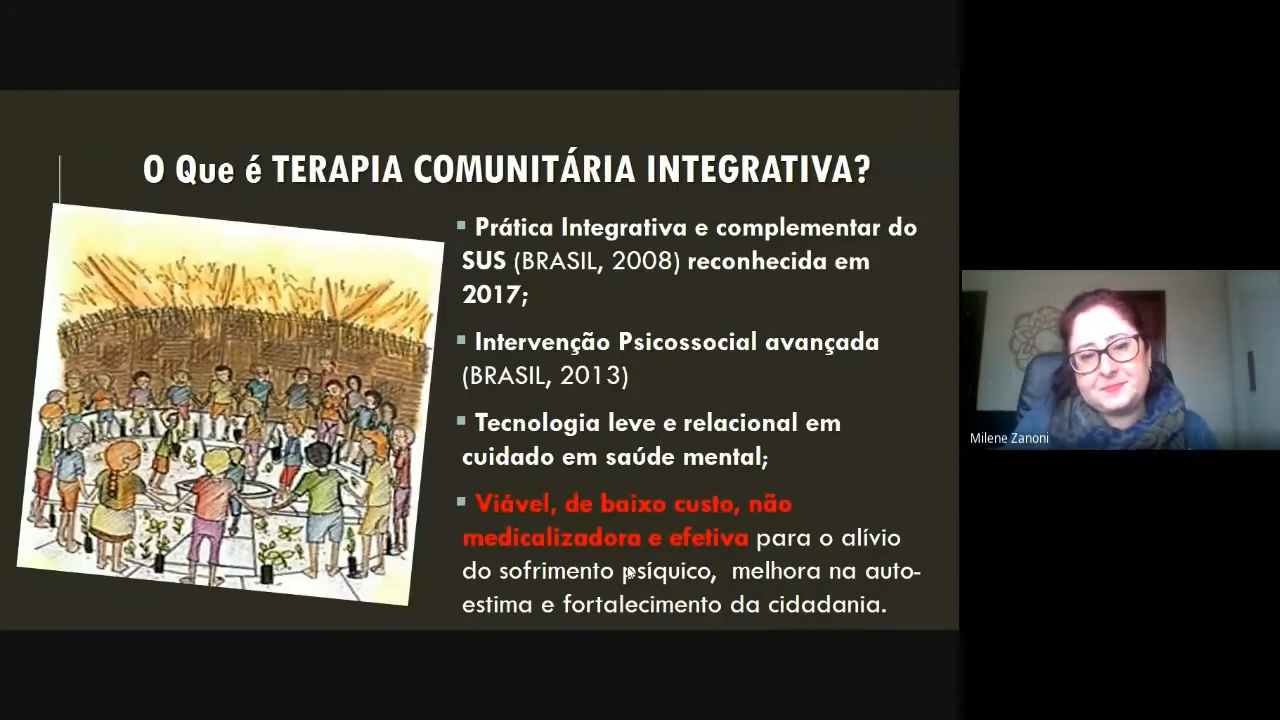 O Que é TERAPIA COMUNITÁRIA INTEGRATIVA?
▪ Prática Integrativa e complementar do
SUS (BRASIL, 2008) reconhecida em
2017;
▪ Intervenção Psicossocial avançada
(BRASIL, 2013)
▪ Tecnologia leve e relacional em
cuidado em saúde mental;
▪ Viável, de baixo custo, não
medicalizadora e efetiva para o alívio
do sofrimento psíquico, melhora na auto-
estima e fortalecimento da cidadania.
Milene Zanoni